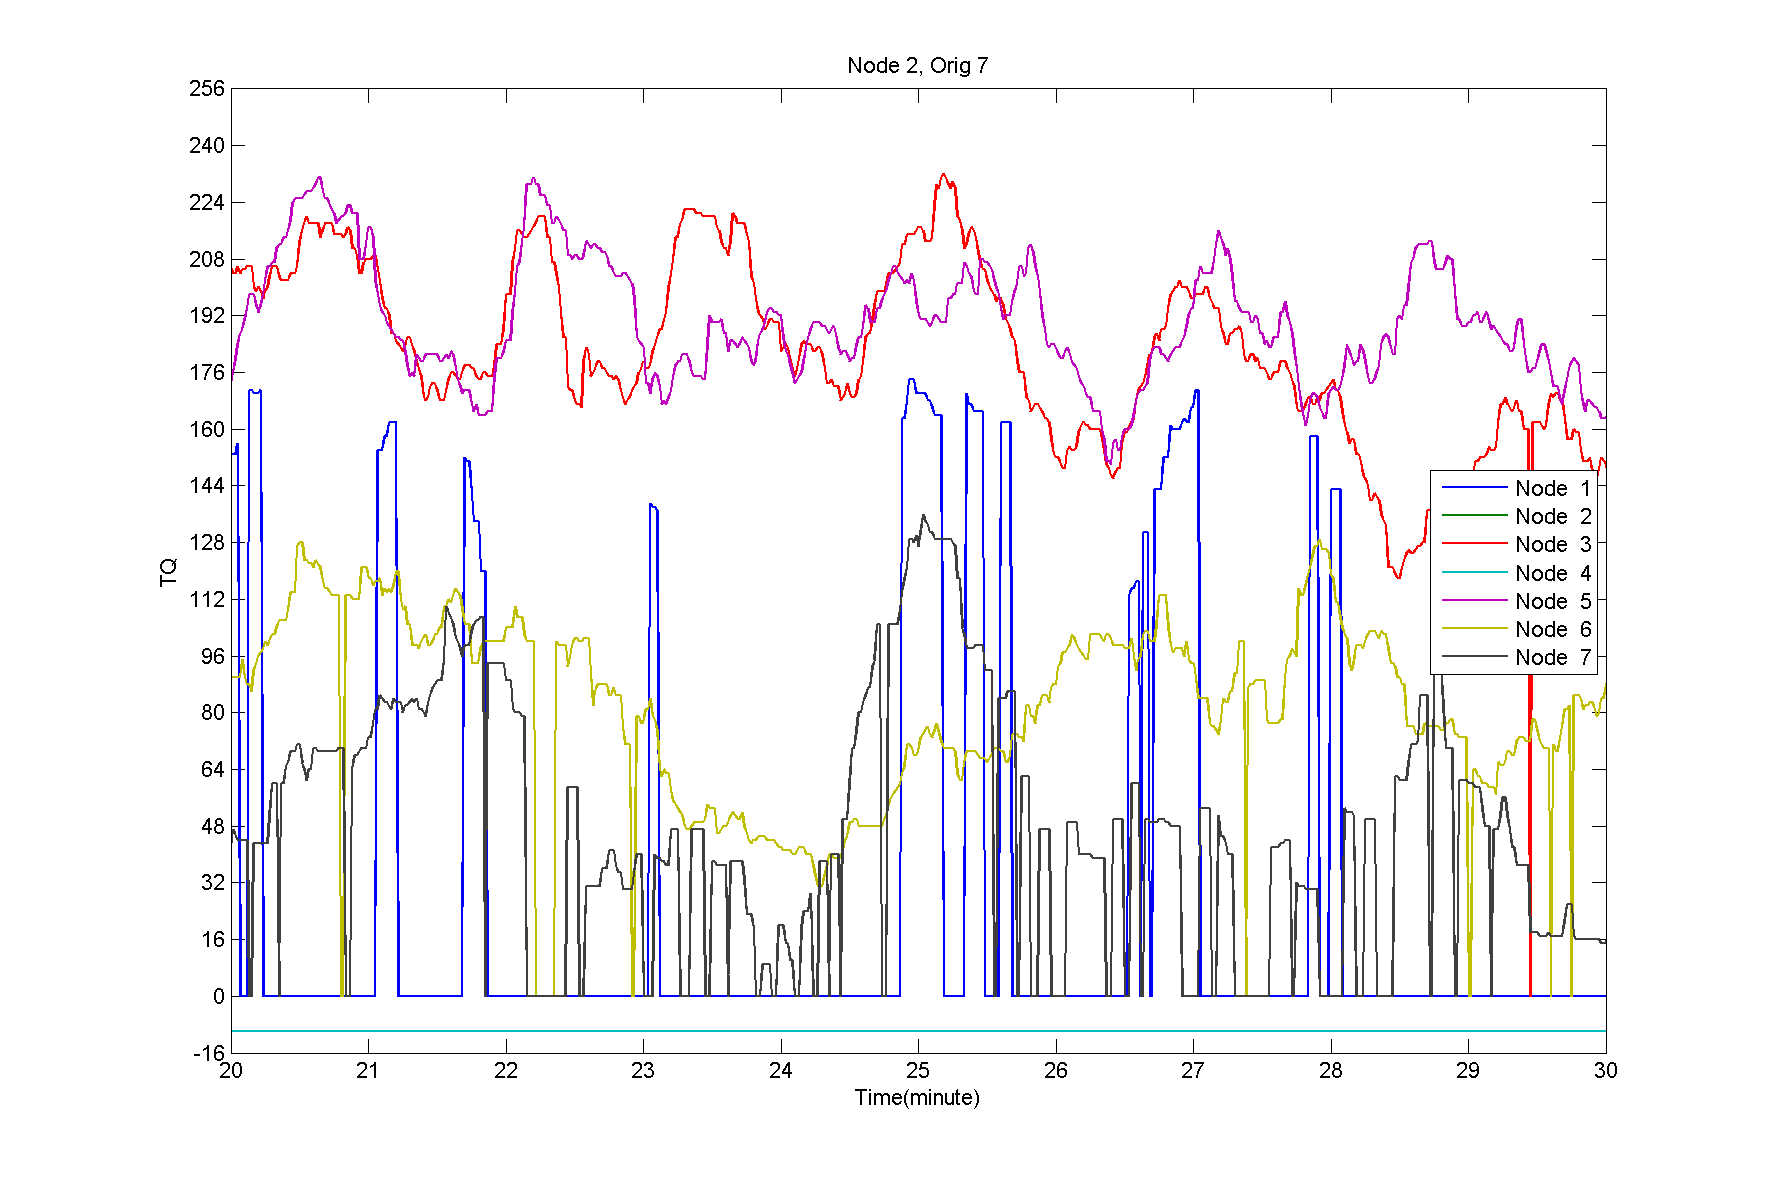 Node 2, Orig 7
256
240
224
208
192
176
160
144
128
112
96
80
64
48
32
16
0
-16
TQ
Node 1
Node 2
Node 3
Node 4
Node 5
Node 6
Node 7
20 21 22 23 24 25 26 27 28 29 30
Time(minute)